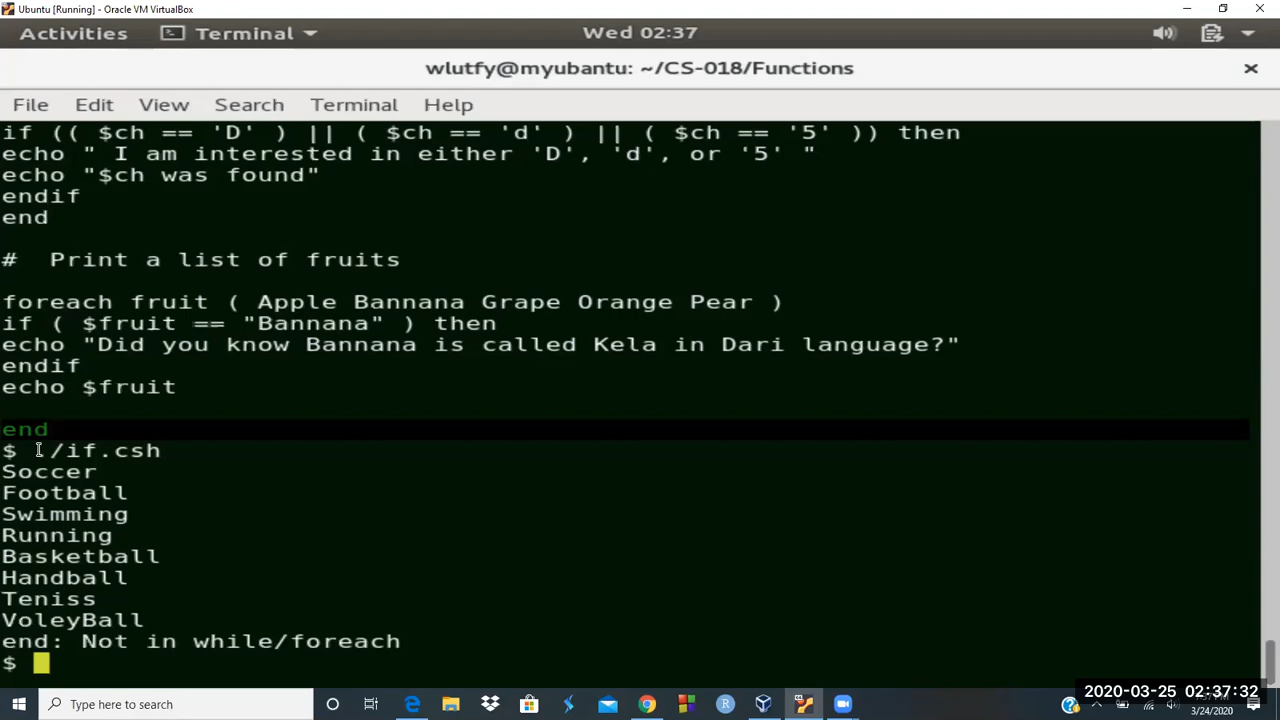 Ubuntu [Running] - Oracle VM VirtualBox
Activities Terminal Wed 02:37
wlutfy@myubantu: ~/CS-018/Functions
File Edit View Search Terminal Help
if (( $ch == 'D' ) || ( $ch == 'd' ) || ( $ch == '5' )) then
echo " I am interested in either 'D', 'd', or '5' "
echo "$ch was found"
endif
end
#  Print a list of fruits
foreach fruit ( Apple Bannana Grape Orange Pear )
if ( $fruit == "Bannana" ) then
echo "Did you know Bannana is called Kela in Dari language?"
endif
echo $fruit
end
$ ./if.csh
Soccer
Football
Swimming
Running
Basketball
Handball
Teniss
VoleyBall
end: Not in while/foreach
$
Type here to search
2020-03-25 02:37:32
3/24/2020